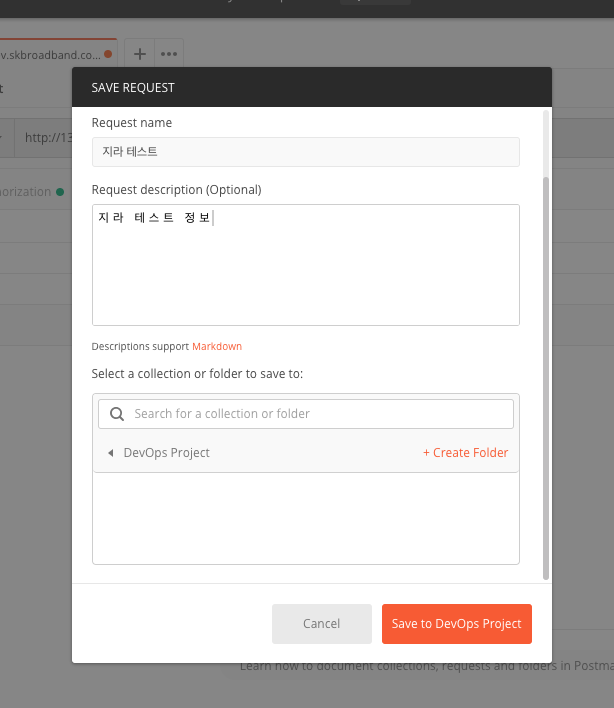 v.skbroadband.co...
SAVE REQUEST
Request name
http://13
지라 테스트
orization
Request description (Optional)
지라 테스트 정보
Descriptions support Markdown
Select a collection or folder to save to:
Search for a collection or folder
DevOps Project
+ Create Folder
Cancel
Save to DevOps Project
Learn how to document collections, requests and folders in Postma